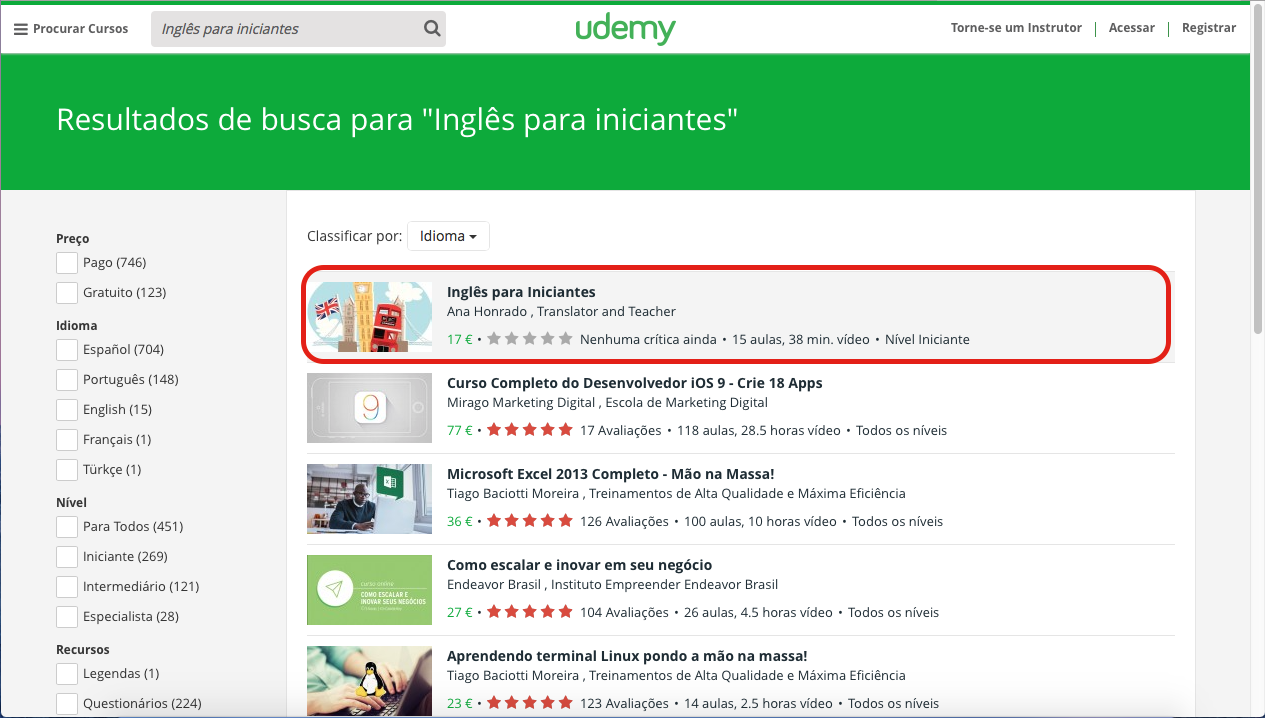 Procurar Cursos
Inglês para iniciantes
udemy
Torne-se um Instrutor | Acessar | Registrar
Resultados de busca para "Inglês para iniciantes"
Preço
Pago (746)
Gratuito (123)
Idioma
Español (704)
Português (148)
English (15)
Français (1)
Türkçe (1)
Nível
Para Todos (451)
Iniciante (269)
Intermediário (121)
Especialista (28)
Recursos
Legendas (1)
Questionários (224)
Classificar por: Idioma
Inglês para Iniciantes
Ana Honrado , Translator and Teacher
17 € • Nenhuma crítica ainda • 15 aulas, 38 min. vídeo • Nível Iniciante
9
Curso Completo do Desenvolvedor iOS 9 - Crie 18 Apps
Mirago Marketing Digital , Escola de Marketing Digital
77 € • 17 Avaliações • 118 aulas, 28.5 horas vídeo • Todos os níveis
Microsoft Excel 2013 Completo - Mão na Massa!
Tiago Baciotti Moreira , Treinamentos de Alta Qualidade e Máxima Eficiência
36 € • 126 Avaliações • 100 aulas, 10 horas vídeo • Todos os níveis
curso online
COMO ESCALAR E
INOVAR SEUS NEGÓCIOS
Como escalar e inovar em seu negócio
Endeavor Brasil , Instituto Empreender Endeavor Brasil
27 € • 104 Avaliações • 26 aulas, 4.5 horas vídeo • Todos os níveis
Aprendendo terminal Linux pondo a mão na massa!
Tiago Baciotti Moreira , Treinamentos de Alta Qualidade e Máxima Eficiência
23 € • 123 Avaliações • 14 aulas, 2.5 horas vídeo • Todos os níveis